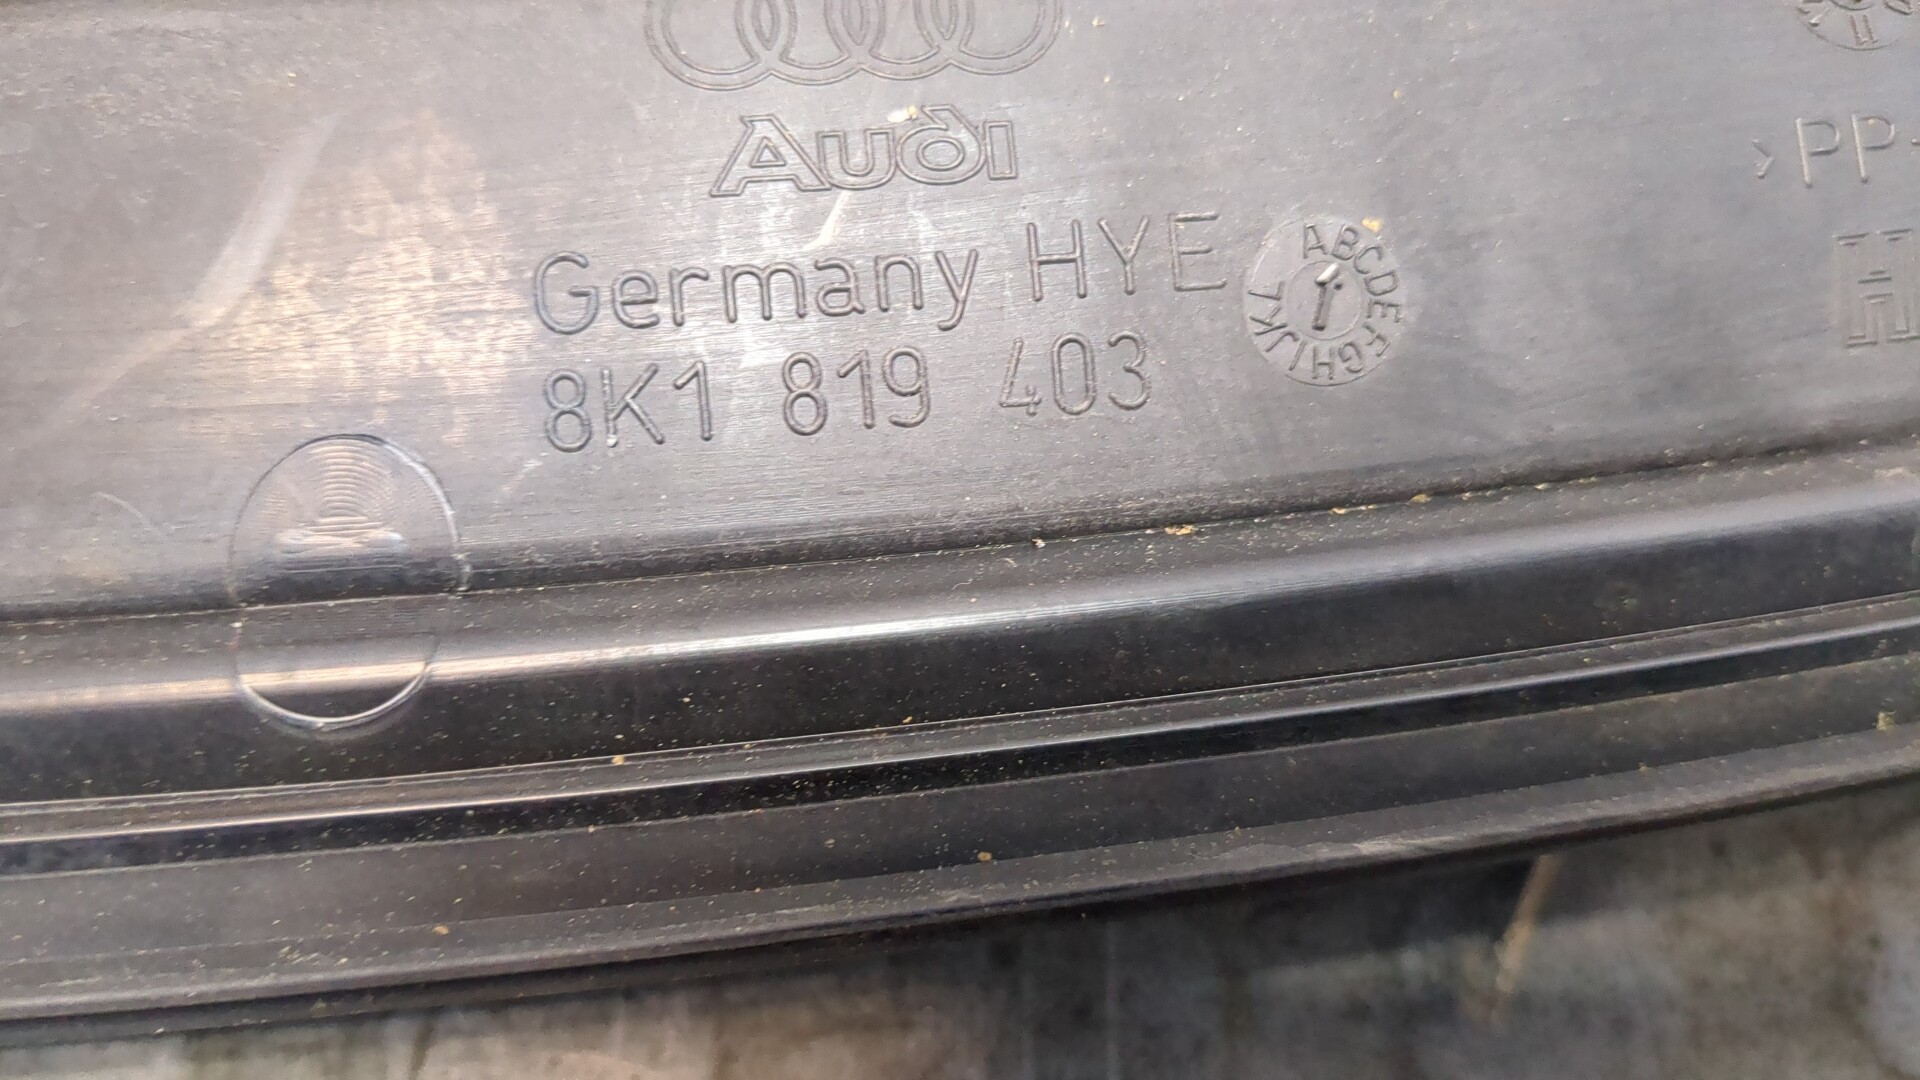 Audi
Germany HYE
ABCDEFGHIJKL
8K1 819 403
>PP-
H